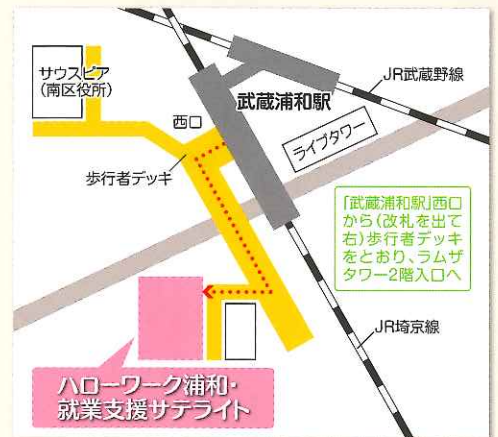 サウスピア
(南区役所)
西口
武蔵浦和駅
JR武蔵野線
ライブタワー
歩行者デッキ
「武蔵浦和駅」西口
から(改札を出て
右)歩行者デッキ
をとおり、ラムザ
タワー2階入口へ
JR埼京線
ハローワーク浦和・
就業支援サテライト